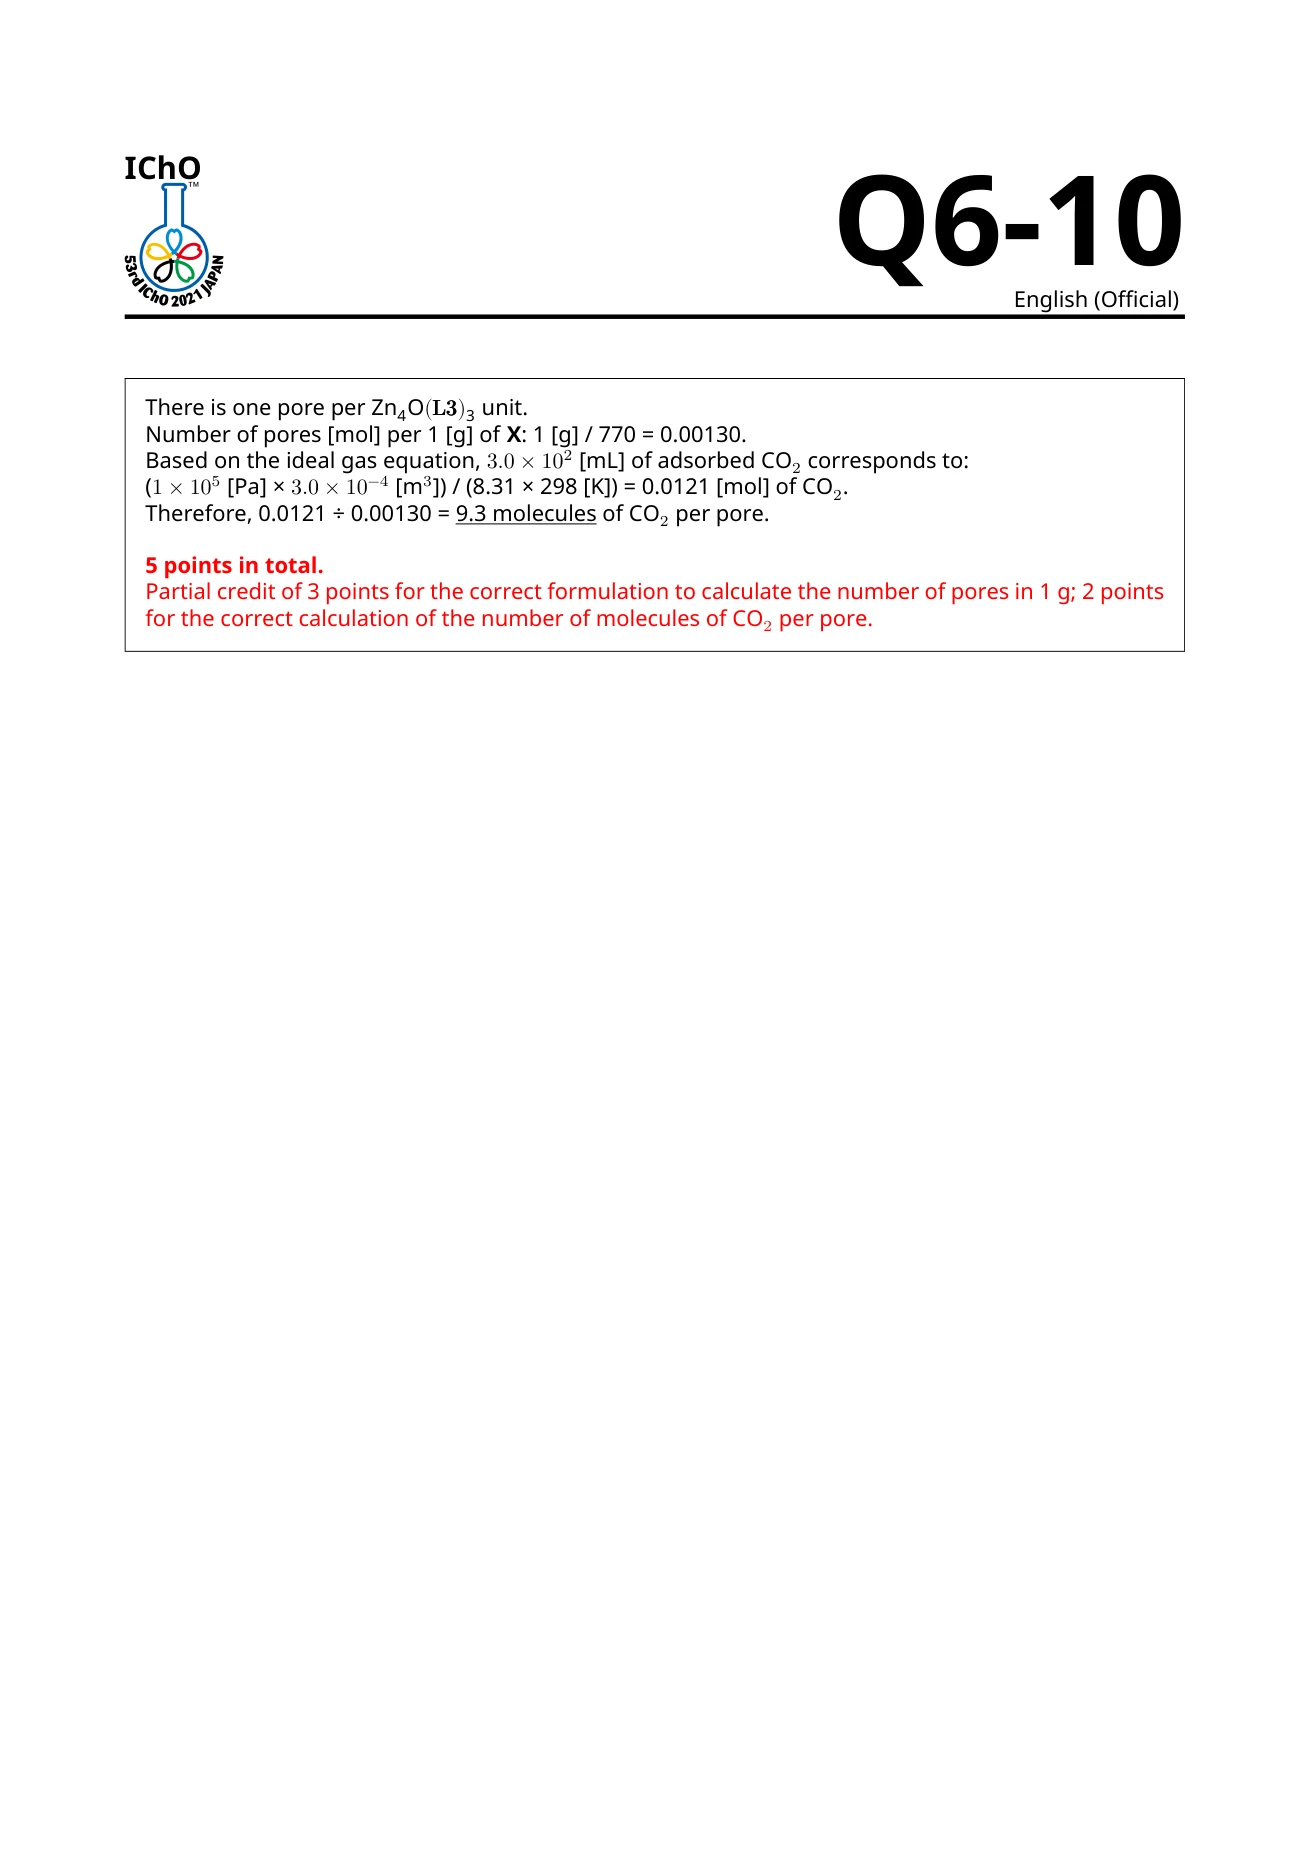 IChO
TM
53rd IChO 2021 JAPAN
Q6-10
English (Official)
There is one pore per Zn₄O(L3)₃ unit.
Number of pores [mol] per 1 [g] of X: 1 [g] / 770 = 0.00130.
Based on the ideal gas equation, 3.0 × 10² [mL] of adsorbed CO₂ corresponds to:
(1 × 10⁵ [Pa] × 3.0 × 10⁻⁴ [m³]) / (8.31 × 298 [K]) = 0.0121 [mol] of CO₂.
Therefore, 0.0121 ÷ 0.00130 = 9.3 molecules of CO₂ per pore.
5 points in total.
Partial credit of 3 points for the correct formulation to calculate the number of pores in 1 g; 2 points
for the correct calculation of the number of molecules of CO₂ per pore.